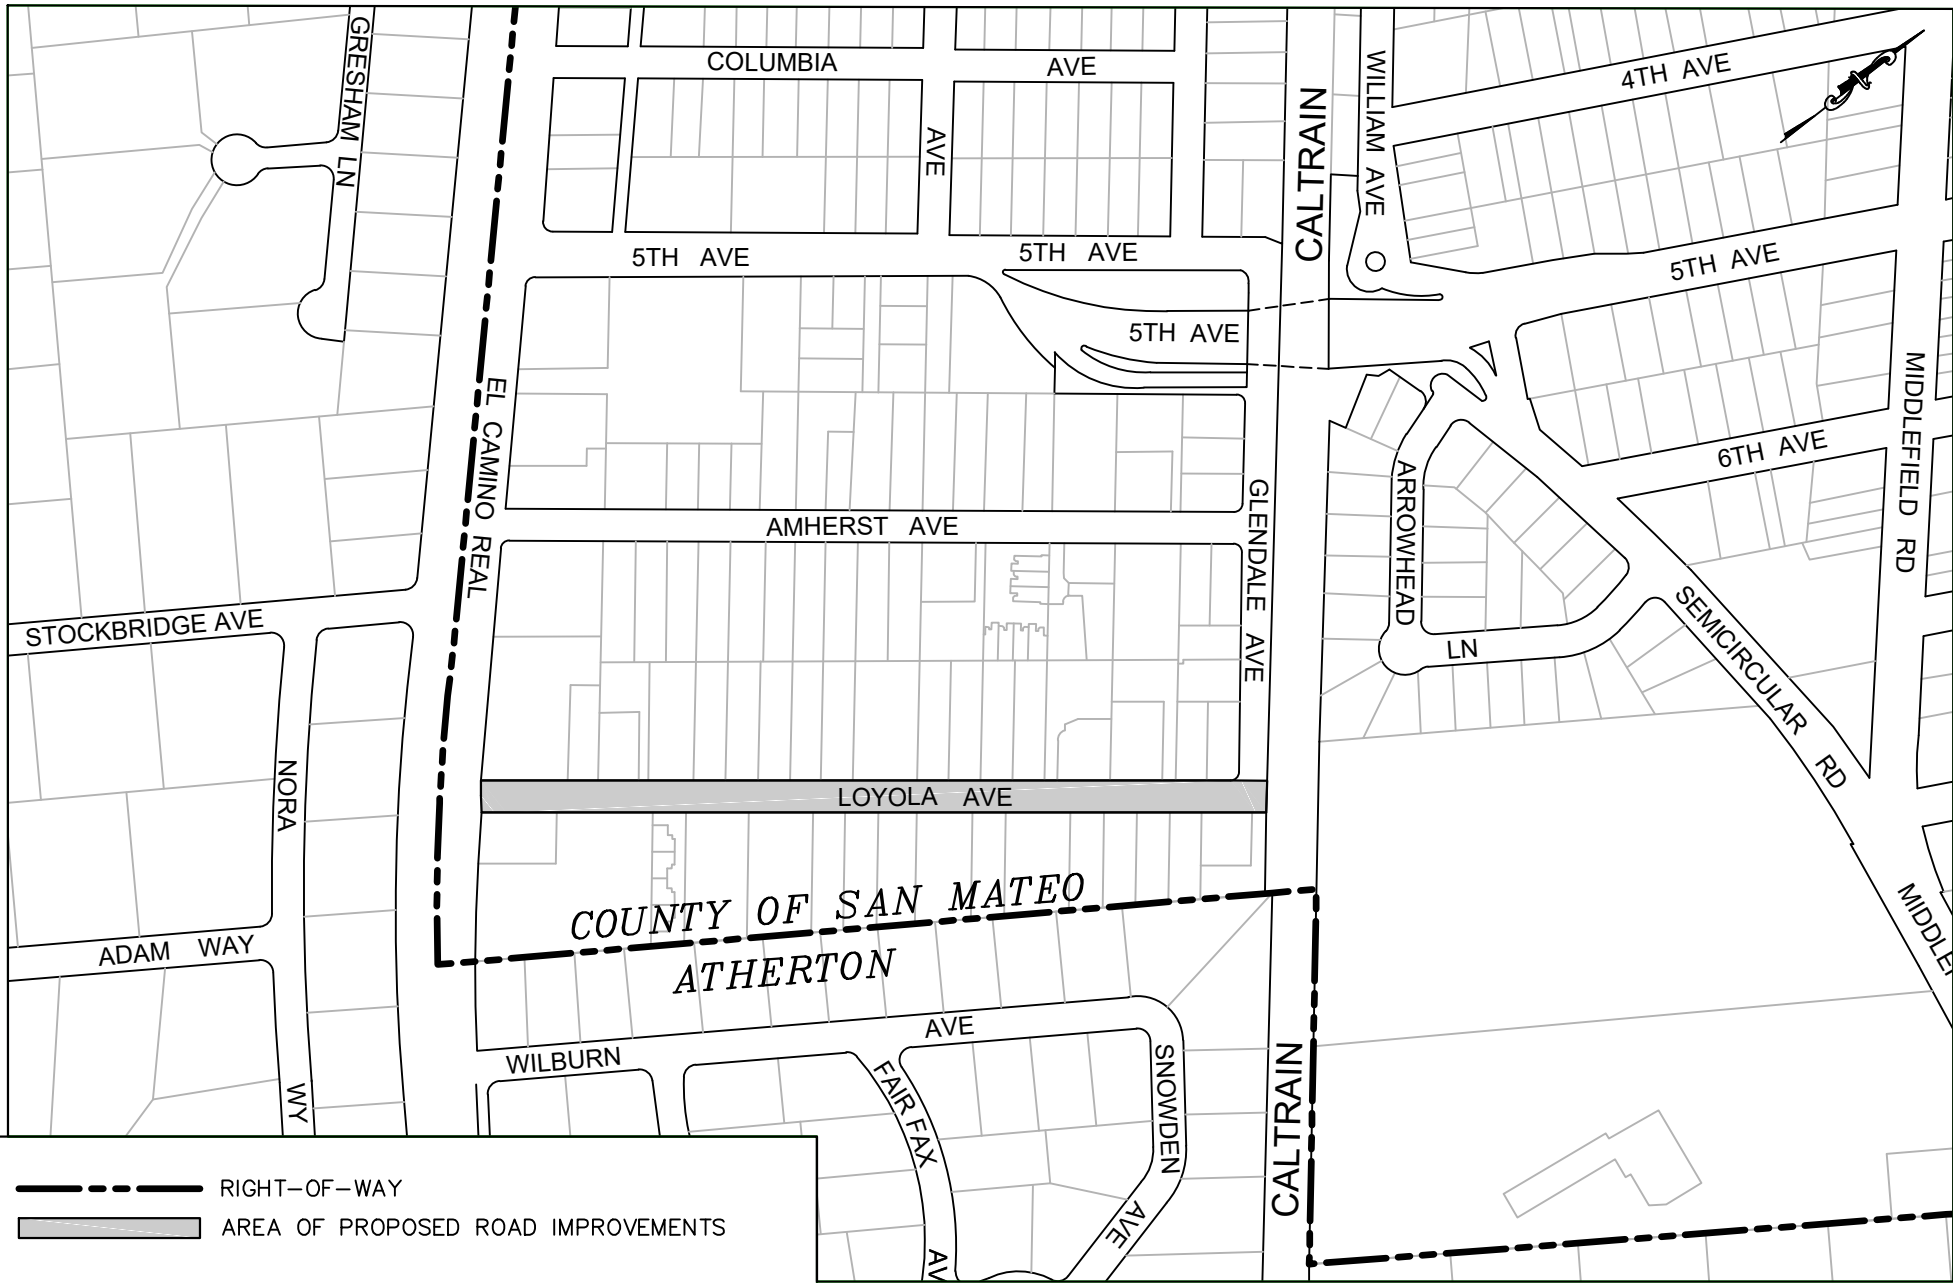 GRESHAM LN
COLUMBIA AVE
AVE
CALTRAIN
WILLIAM AVE
4TH AVE
5TH AVE
5TH AVE
5TH AVE
5TH AVE
6TH AVE
MIDDLEFIELD RD
EL CAMINO REAL
AMHERST AVE
GLENDALE AVE
ARROWHEAD
LN
SEMICIRCULAR RD
STOCKBRIDGE AVE
NORA
WY
LOYOLA AVE
COUNTY OF SAN MATEO
ATHERTON
ADAM WAY
WILBURN AVE
FAIR FAX
AV
SNOWDEN
AVE
CALTRAIN
MIDDLEF
RIGHT-OF-WAY
AREA OF PROPOSED ROAD IMPROVEMENTS